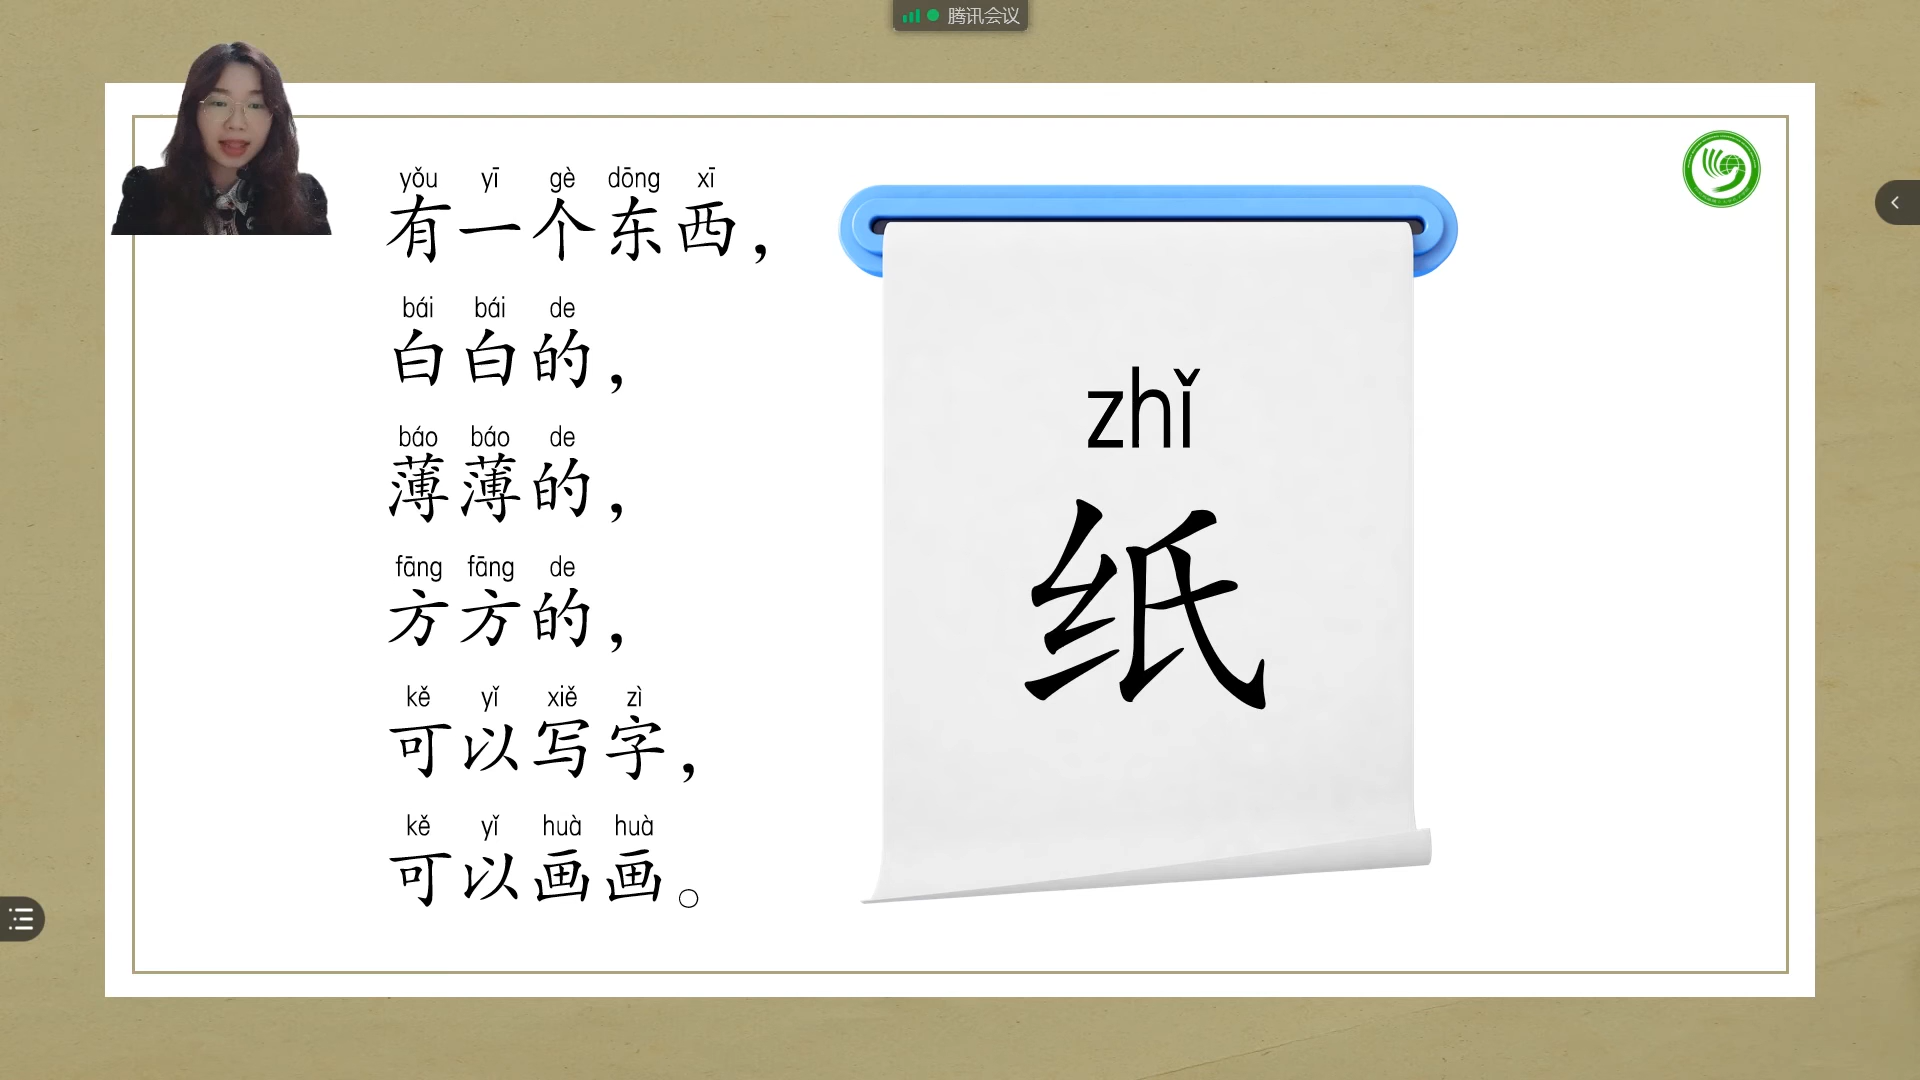 腾讯会议
yǒu yī gè dōng xī
有一个东西，
bái bái de
白白的，
báo báo de
薄薄的，
fāng fāng de
方方的，
kě yǐ xiě zì
可以写字，
kě yǐ huà huà
可以画画。
zhǐ
纸